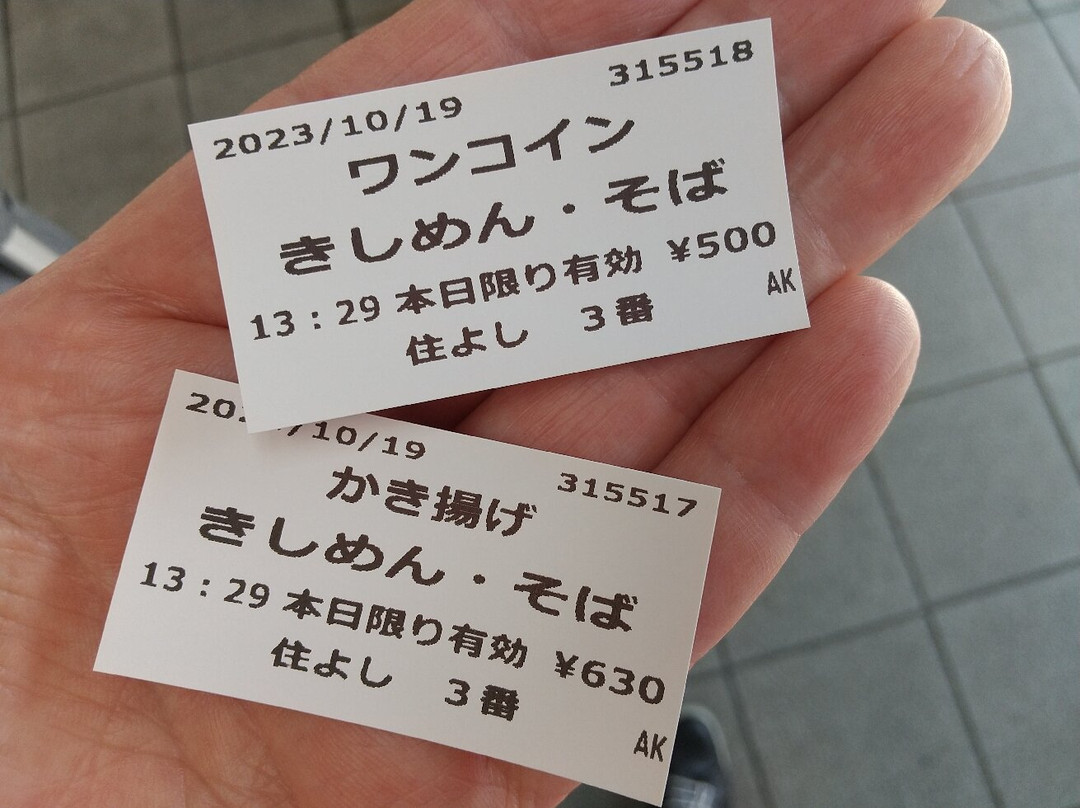 2023/10/19 315518
ワンコイン
きしめん・そば
13:29 本日限り有効 ¥500
住よし 3番 AK
/10/19 315517
かき揚げ
きしめん・そば
13:29 本日限り有効 ¥630
住よし 3番
AK